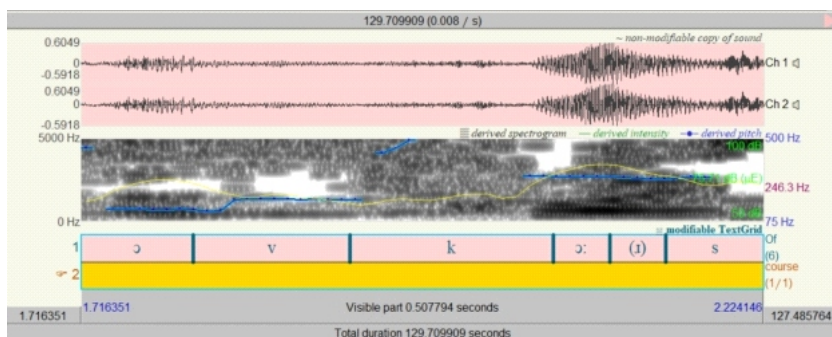 129.709909 (0.008 / s)
~ non-modifiable copy of sound
0.6049
0
-0.5918
Ch 1
0.6049
0
-0.5918
Ch 2
derived spectrogram derived intensity derived pitch
5000 Hz
500 Hz
100 dB
dB (µE)
246.3 Hz
0 Hz
75 Hz
modifiable TextGrid
1 ɔ v k ɔː (ɪ) s
Of
(6)
2
course
(1/1)
1.716351 Visible part 0.507794 seconds 2.224146
1.716351 127.485764
Total duration 129.709909 seconds